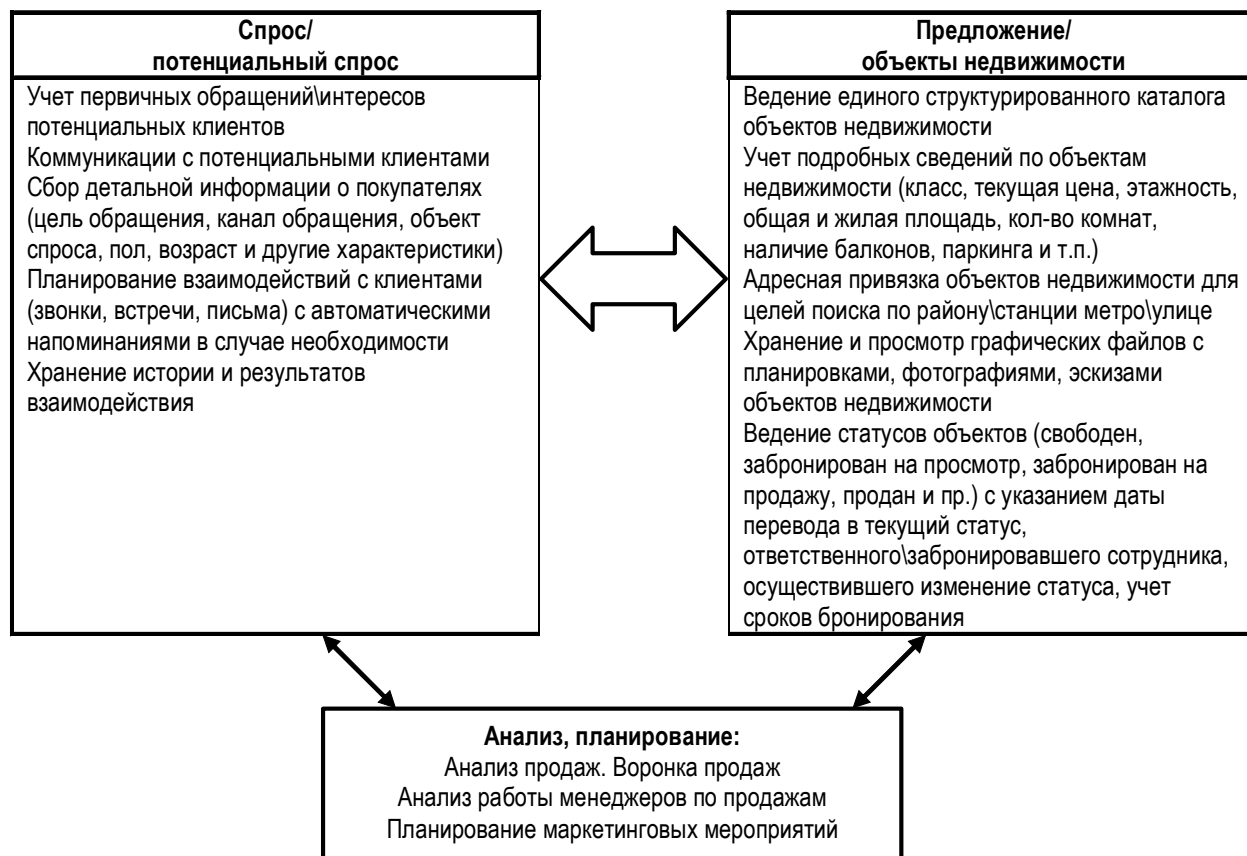 Спрос/
потенциальный спрос
Учет первичных обращений\интересов
потенциальных клиентов
Коммуникации с потенциальными клиентами
Сбор детальной информации о покупателях
(цель обращения, канал обращения, объект
спроса, пол, возраст и другие характеристики)
Планирование взаимодействий с клиентами
(звонки, встречи, письма) с автоматическими
напоминаниями в случае необходимости
Хранение истории и результатов
взаимодействия
Предложение/
объекты недвижимости
Ведение единого структурированного каталога
объектов недвижимости
Учет подробных сведений по объектам
недвижимости (класс, текущая цена, этажность,
общая и жилая площадь, кол-во комнат,
наличие балконов, паркинга и т.п.)
Адресная привязка объектов недвижимости для
целей поиска по району\станции метро\улице
Хранение и просмотр графических файлов с
планировками, фотографиями, эскизами
объектов недвижимости
Ведение статусов объектов (свободен,
забронирован на просмотр, забронирован на
продажу, продан и пр.) с указанием даты
перевода в текущий статус,
ответственного\забронировавшего сотрудника,
осуществившего изменение статуса, учет
сроков бронирования
Анализ, планирование:
Анализ продаж. Воронка продаж
Анализ работы менеджеров по продажам
Планирование маркетинговых мероприятий